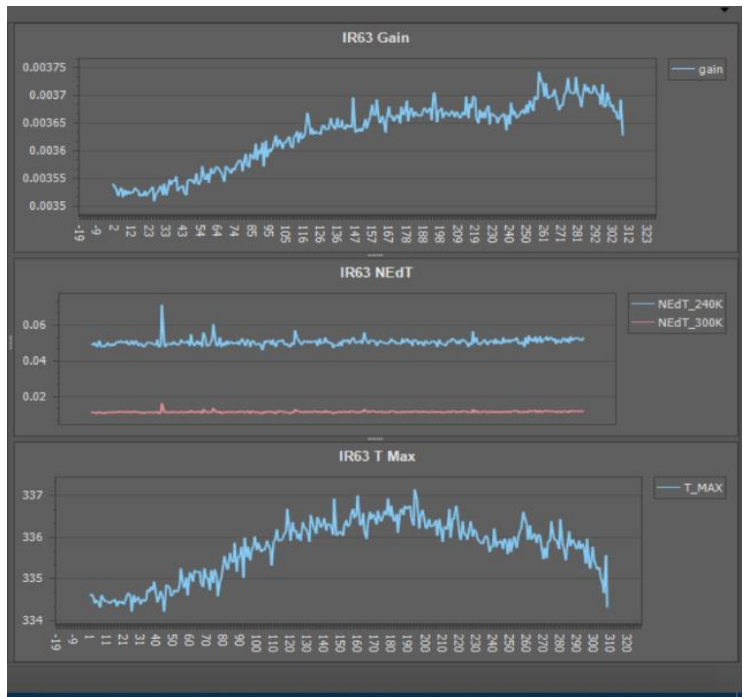 IR63 Gain
0.00375
0.0037
0.00365
0.0036
0.00355
0.0035
gain
-19 -9 2 12 23 33 43 54 64 74 85 95 105 116 126 136 147 157 167 178 188 198 209 219 230 240 250 261 271 281 292 302 312 323
IR63 NEdT
0.06
0.04
0.02
NEdT_240K
NEdT_300K
IR63 T Max
337
336
335
334
T_MAX
-19 -9 1 11 21 31 40 50 60 70 80 90 100 110 120 130 140 150 160 170 180 190 200 210 220 230 240 250 260 270 280 290 300 310 320